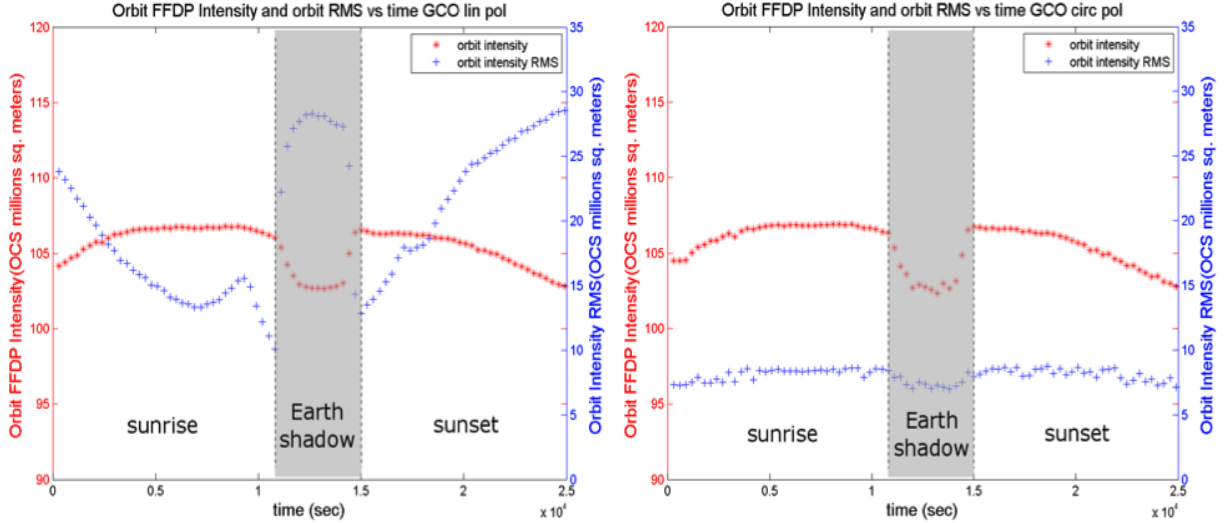 Orbit FFDP Intensity and orbit RMS vs time GCO lin pol
Orbit FFDP Intensity(OCS millions sq. meters)
120
115
110
105
100
95
90
orbit intensity
orbit intensity RMS
sunrise
Earth
shadow
sunset
35
30
25
20
15
10
5
0
Orbit Intensity RMS(OCS millions sq. meters)
0
0.5
1
1.5
2
2.5
time (sec)
x 10⁴
Orbit FFDP Intensity and orbit RMS vs time GCO circ pol
Orbit FFDP Intensity(OCS millions sq. meters)
120
115
110
105
100
95
90
orbit intensity
orbit intensity RMS
sunrise
Earth
shadow
sunset
35
30
25
20
15
10
5
0
Orbit Intensity RMS(OCS millions sq. meters)
0
0.5
1
1.5
2
2.5
time (sec)
x 10⁴